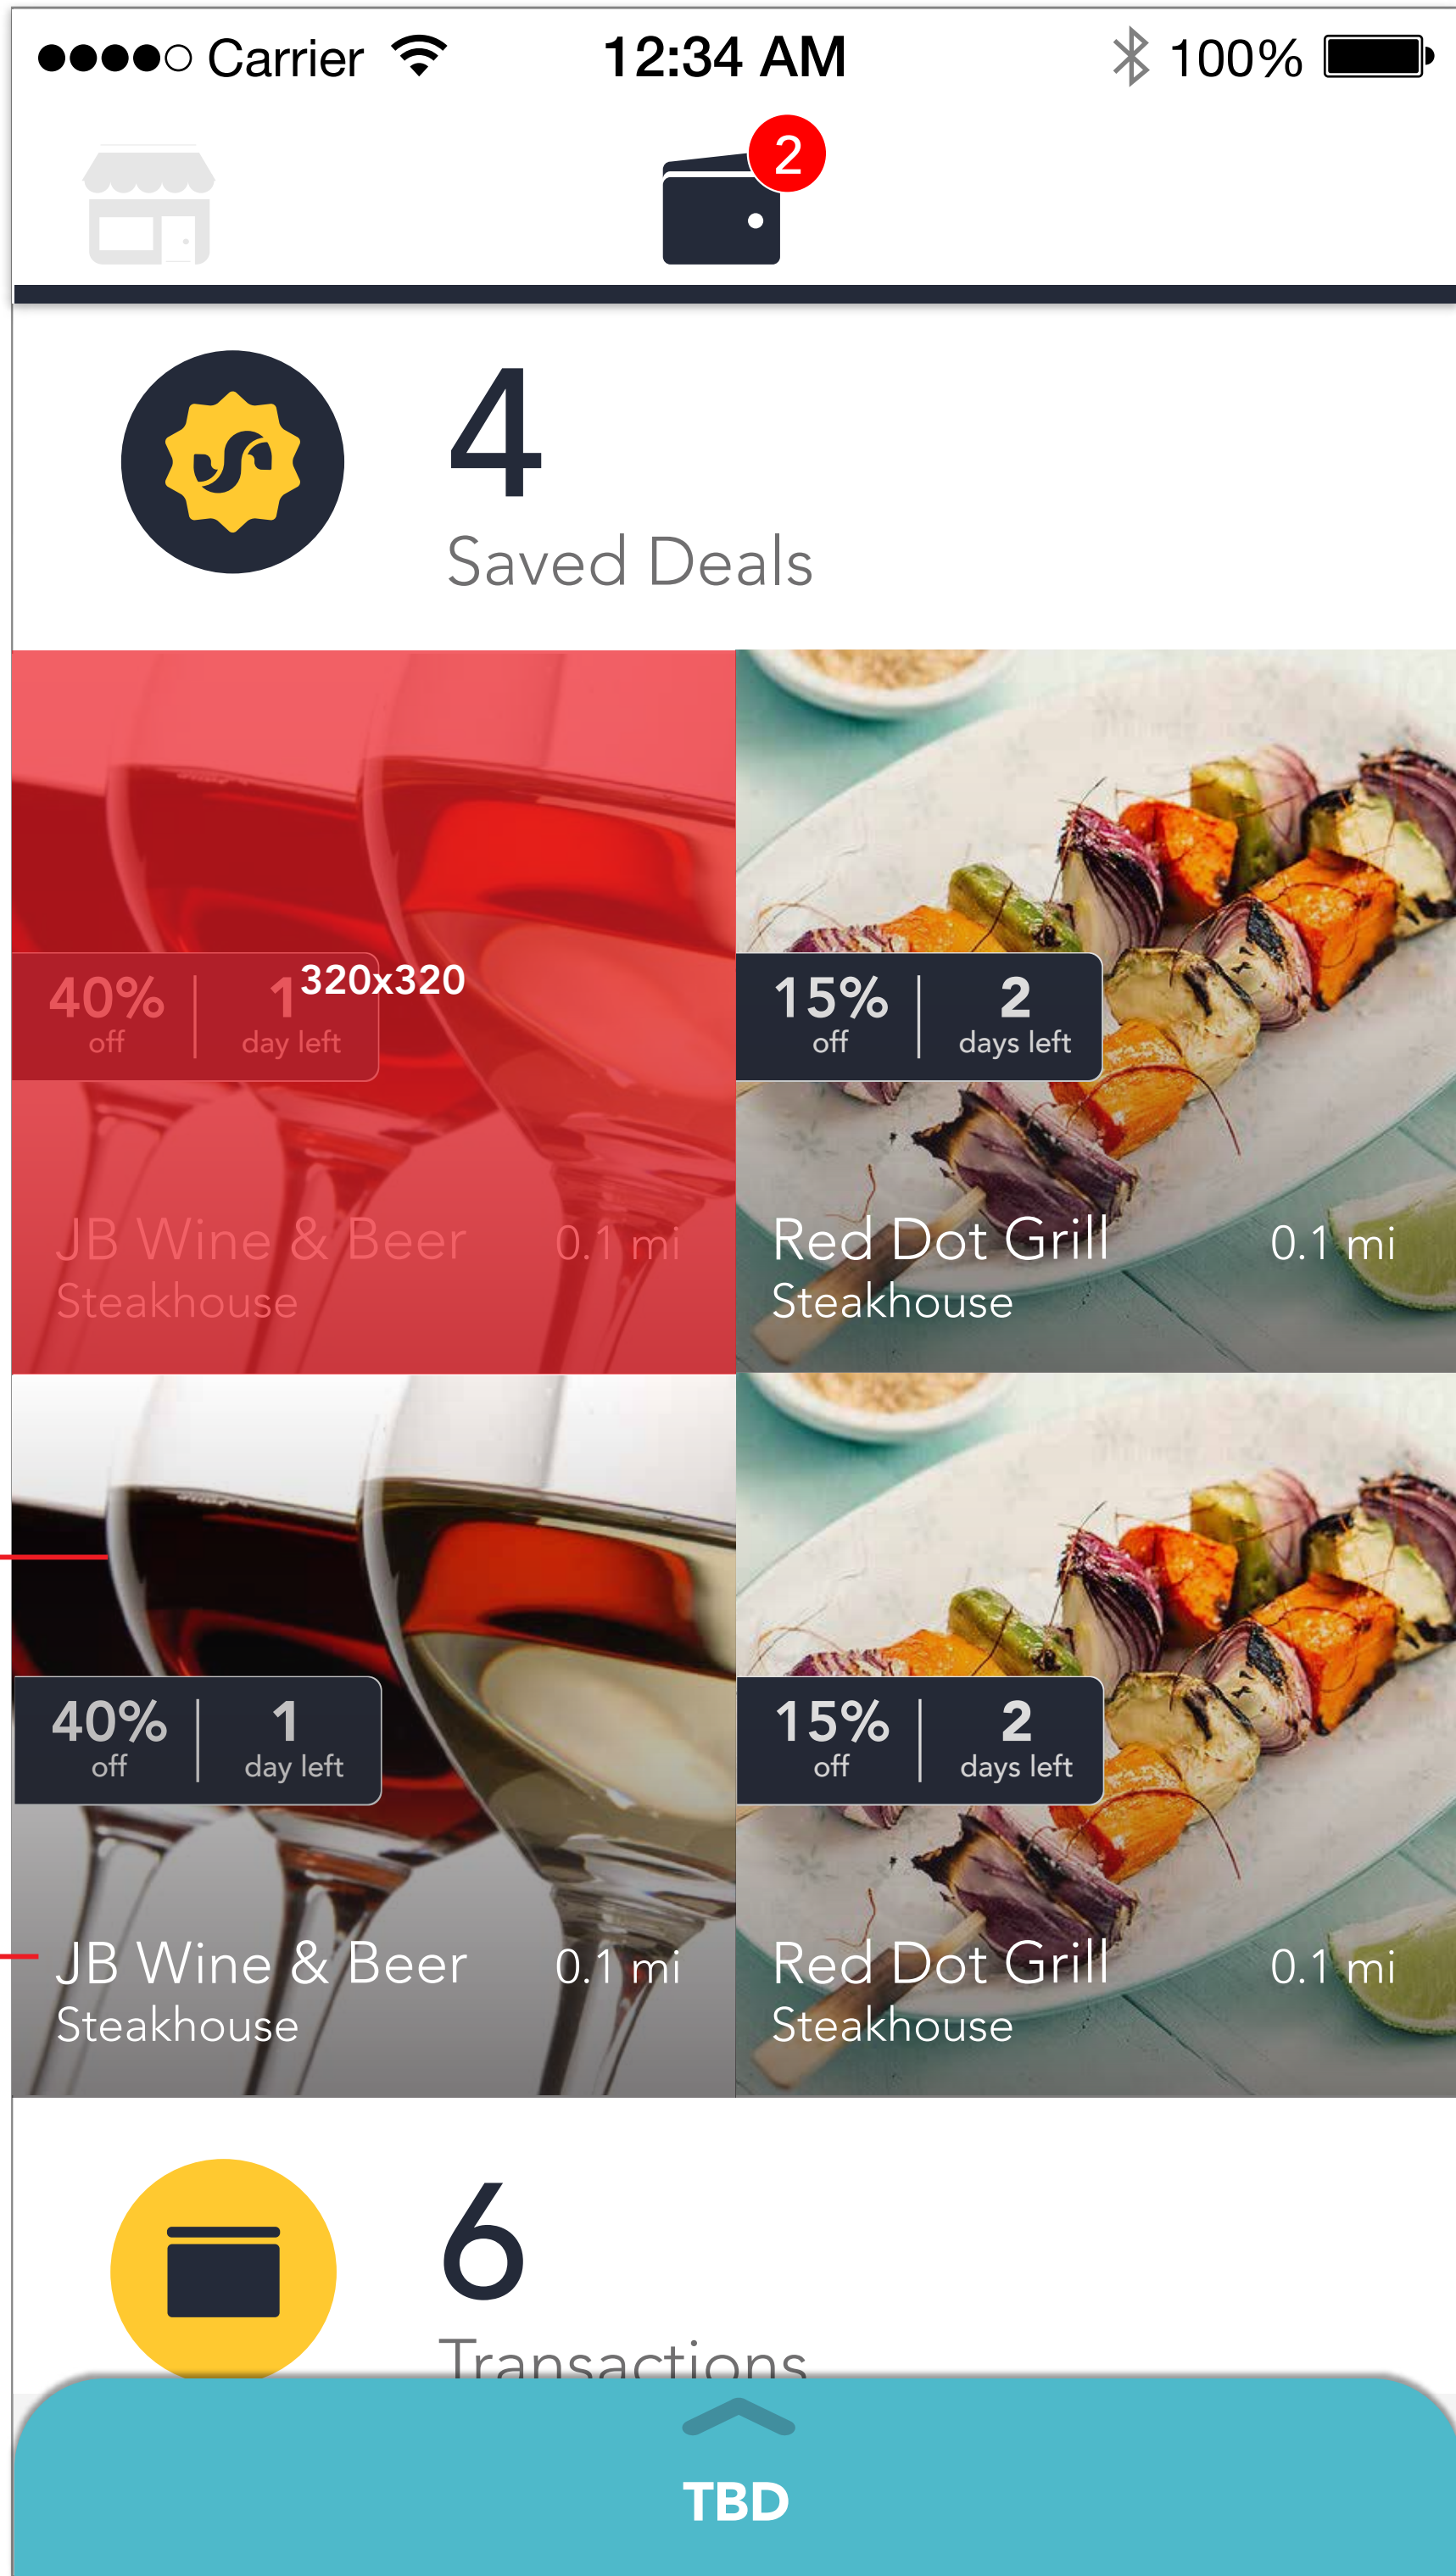 Carrier 12:34 AM 100%
2
4
Saved Deals
40% 1 320x320
off day left
JB Wine & Beer 0.1 mi
Steakhouse
15% 2
off days left
Red Dot Grill 0.1 mi
Steakhouse
40% 1
off day left
JB Wine & Beer 0.1 mi
Steakhouse
15% 2
off days left
Red Dot Grill 0.1 mi
Steakhouse
6
Transactions
TBD